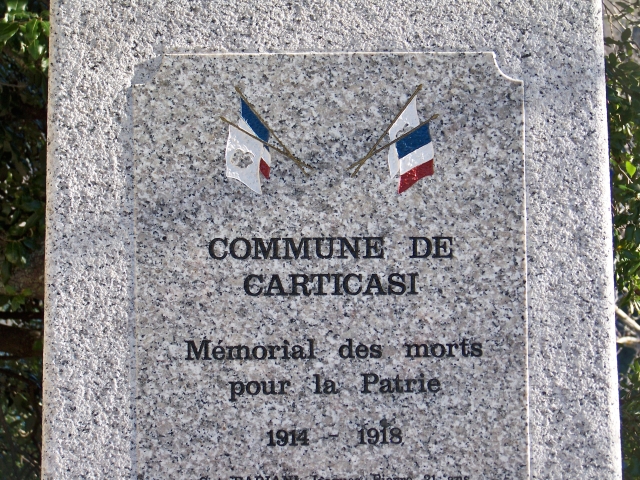 COMMUNE DE
CARTICASI
Mémorial des morts
pour la Patrie
1914 - 1918